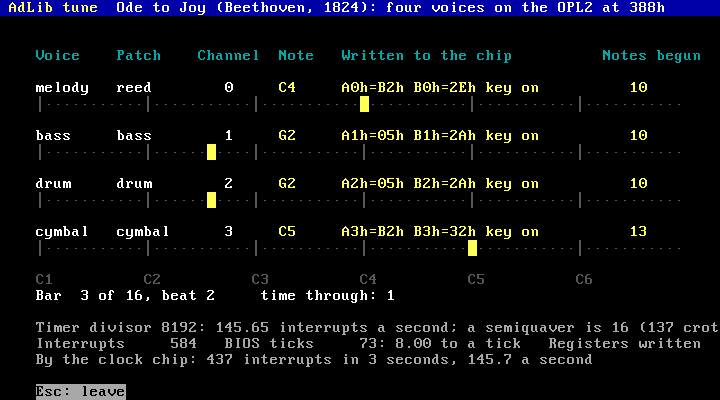 AdLib tune  Ode to Joy (Beethoven, 1824): four voices on the OPL2 at 388h
Voice    Patch    Channel  Note   Written to the chip          Notes begun
melody   reed        0     C4     A0h=B2h B0h=2Eh key on          10
bass     bass        1     G2     A1h=05h B1h=2Ah key on          10
drum     drum        2     G2     A2h=05h B2h=2Ah key on          10
cymbal   cymbal      3     C5     A3h=B2h B3h=32h key on          13
C1          C2          C3          C4          C5          C6
Bar  3 of 16, beat 2     time through: 1
Timer divisor 8192: 145.65 interrupts a second; a semiquaver is 16 (137 crot
Interrupts     584   BIOS ticks     73: 8.00 to a tick   Registers written
By the clock chip: 437 interrupts in 3 seconds, 145.7 a second
Esc: leave